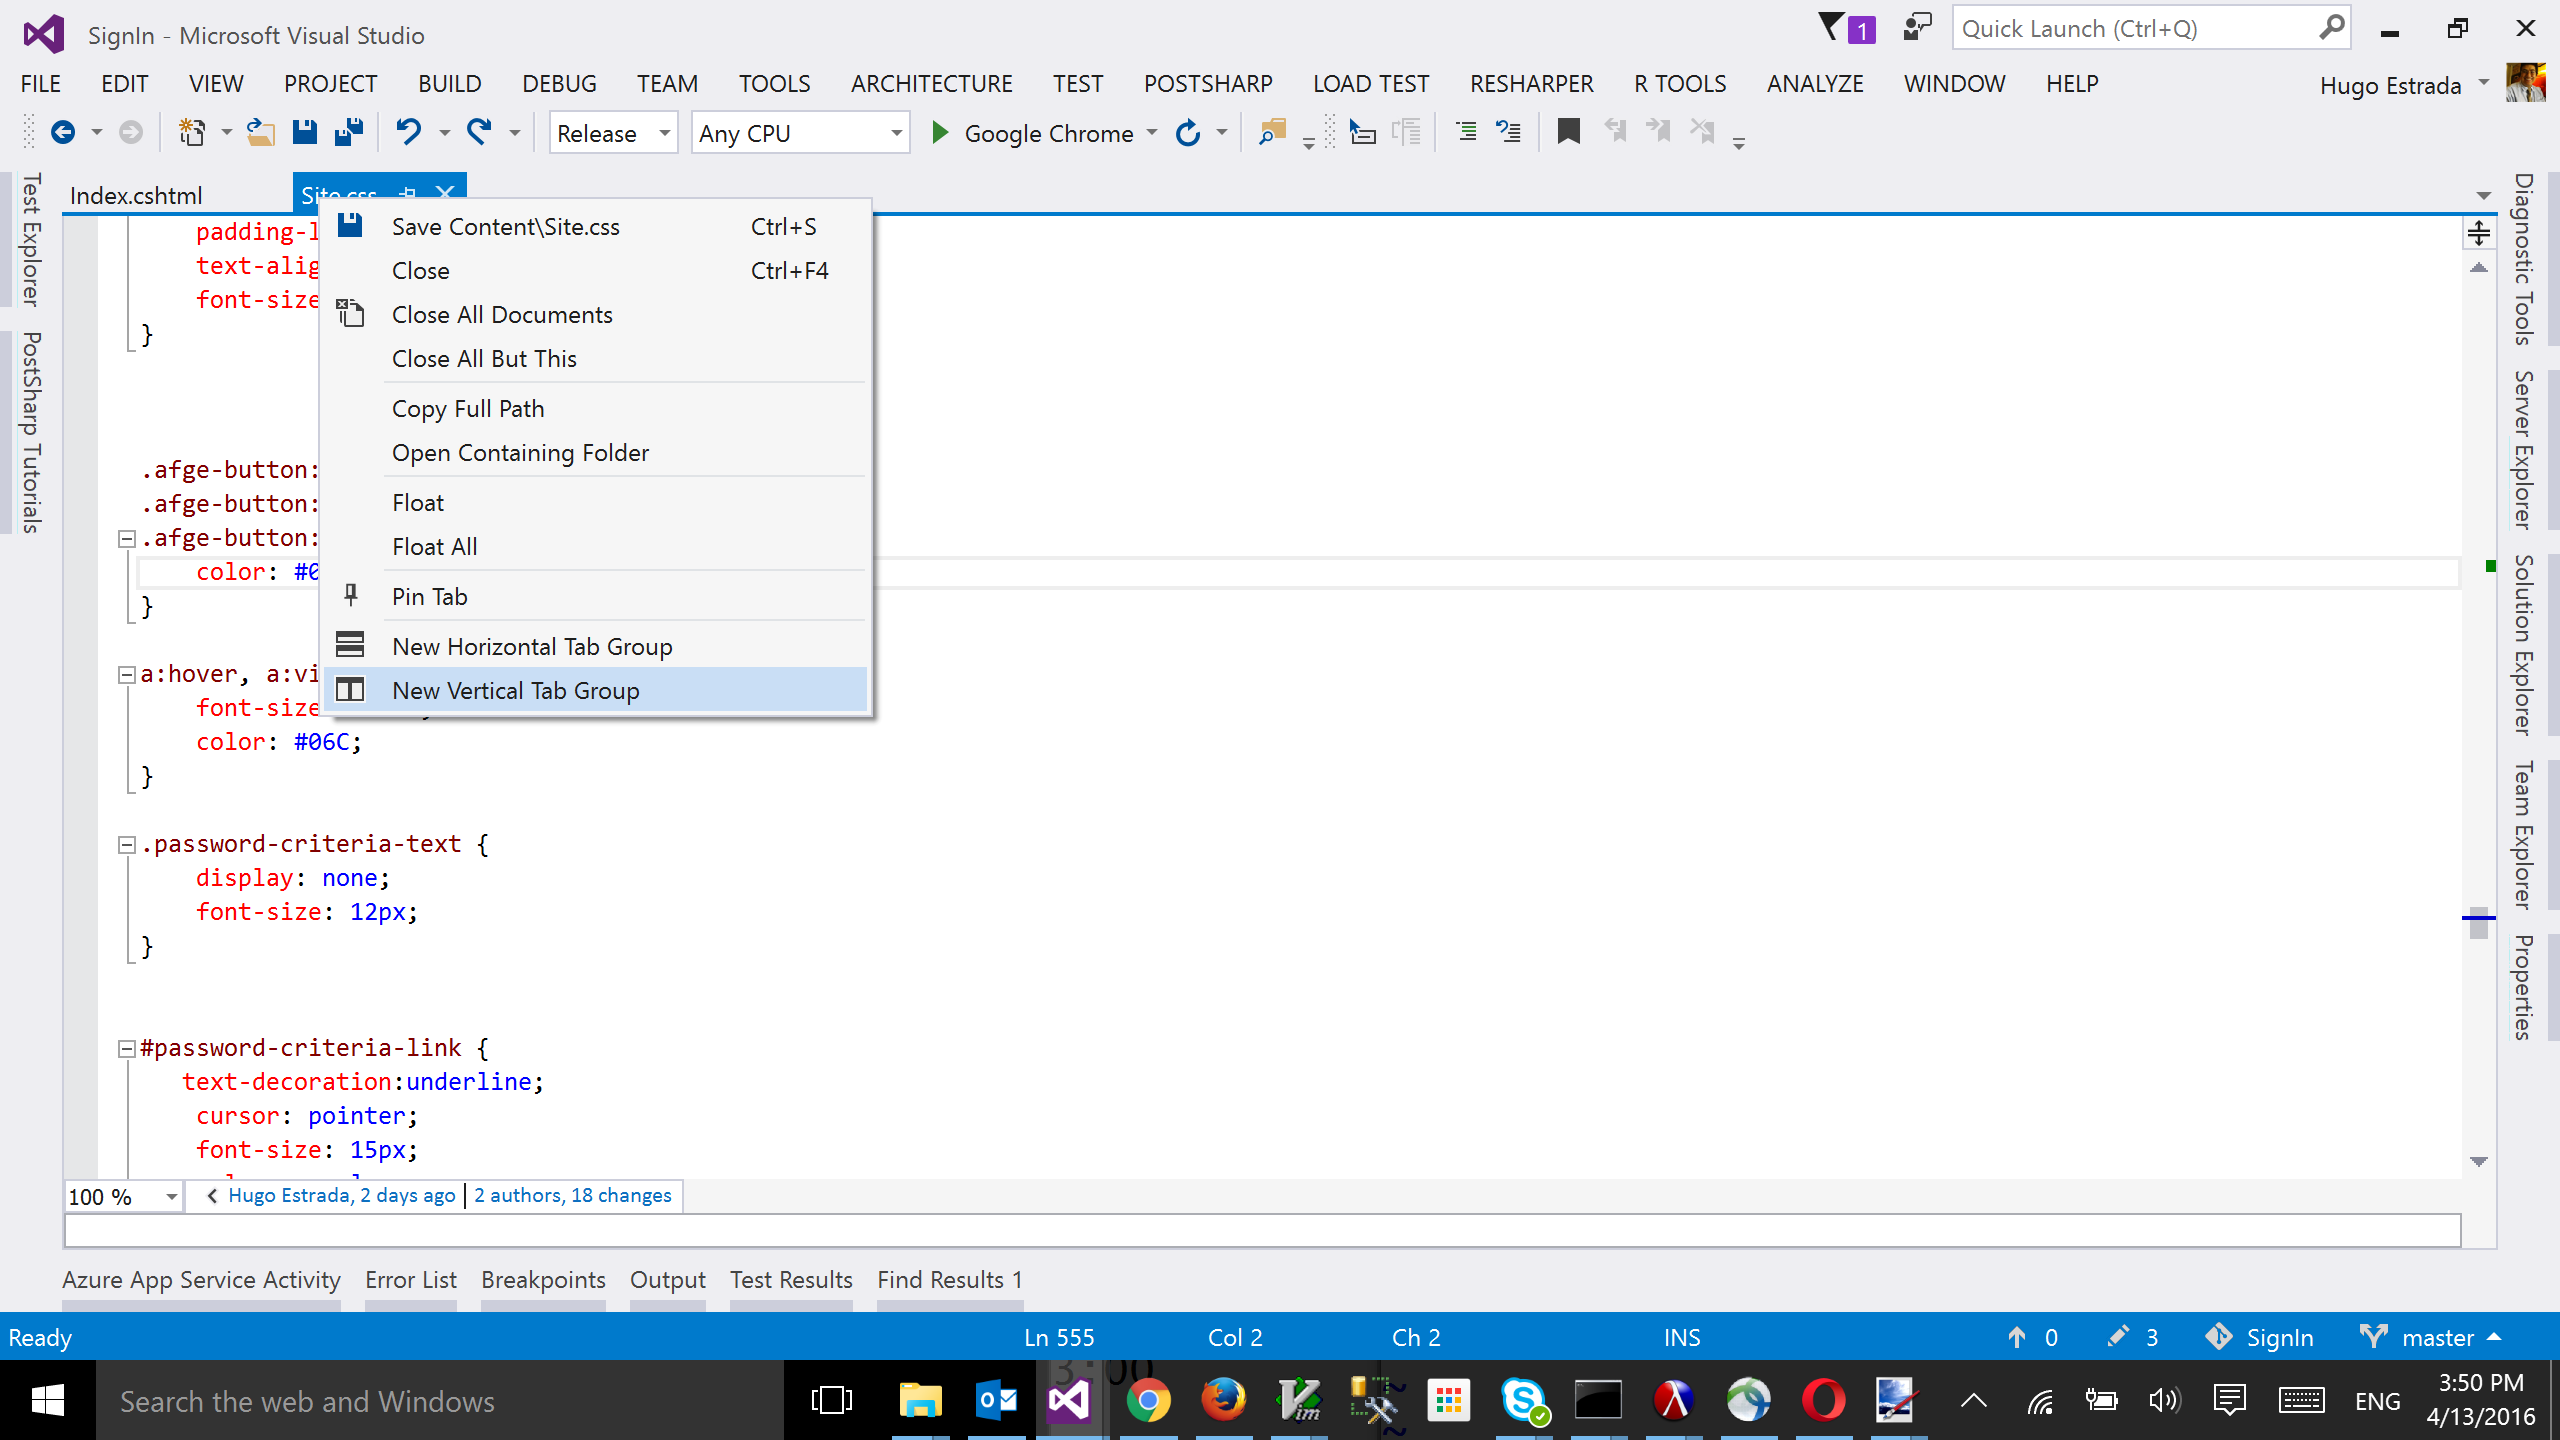 SignIn - Microsoft Visual Studio
1
Quick Launch (Ctrl+Q)
FILE EDIT VIEW PROJECT BUILD DEBUG TEAM TOOLS ARCHITECTURE TEST POSTSHARP LOAD TEST RESHARPER R TOOLS ANALYZE WINDOW HELP
Hugo Estrada
Release
Any CPU
Google Chrome
Test Explorer
PostSharp Tutorials
Index.cshtml
Site.css
Save Content\Site.css Ctrl+S
Close Ctrl+F4
Close All Documents
Close All But This
Copy Full Path
Open Containing Folder
Float
Float All
Pin Tab
New Horizontal Tab Group
New Vertical Tab Group
padding-l
text-alig
font-size
}
.afge-button:
.afge-button:
.afge-button:
color: #0
}
a:hover, a:vi
font-size
color: #06C;
}
.password-criteria-text {
display: none;
font-size: 12px;
}
#password-criteria-link {
text-decoration:underline;
cursor: pointer;
font-size: 15px;
Diagnostic Tools
Server Explorer
Solution Explorer
Team Explorer
Properties
100 %
Hugo Estrada, 2 days ago | 2 authors, 18 changes
Azure App Service Activity Error List Breakpoints Output Test Results Find Results 1
Ready
Ln 555
Col 2
Ch 2
INS
0
3
SignIn
master
Search the web and Windows
ENG
3:50 PM
4/13/2016